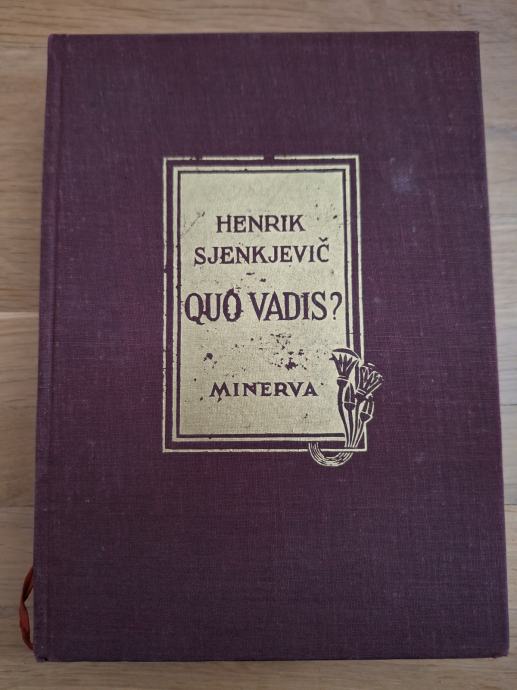 HENRIK
SJENKJEVIČ
QUO VADIS?
MINERVA